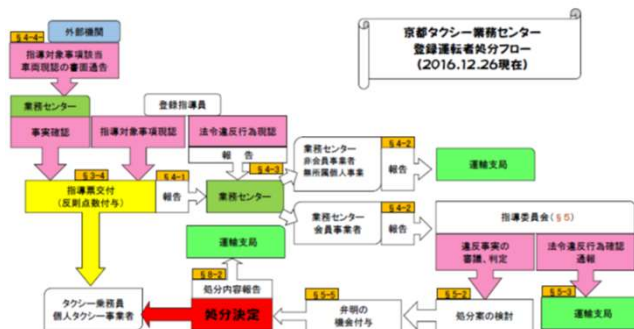 京都タクシー業務センター
登録運転者処分フロー
(2016.12.26現在)
§4-4-
外部機関
指導対象事項該当
車両現認の書面通告
業務センター
登録指導員
事実確認
指導対象事項現認
法令違反行為現認
報告
§3-4
指導票交付
(反則点数付与)
§4-1
報告
§4-3
業務センター
業務センター
非会員事業者
無所属個人事業
§4-2
報告
運輸支局
業務センター
会員事業者
§4-2
報告
指導委員会(§5)
違反事実の
審議、判定
法令違反行為確認
通報
運輸支局
§8-2
処分内容報告
処分決定
タクシー乗務員
個人タクシー事業者
§5-5
弁明の
機会付与
§5-2
処分案の検討
§5-3
運輸支局